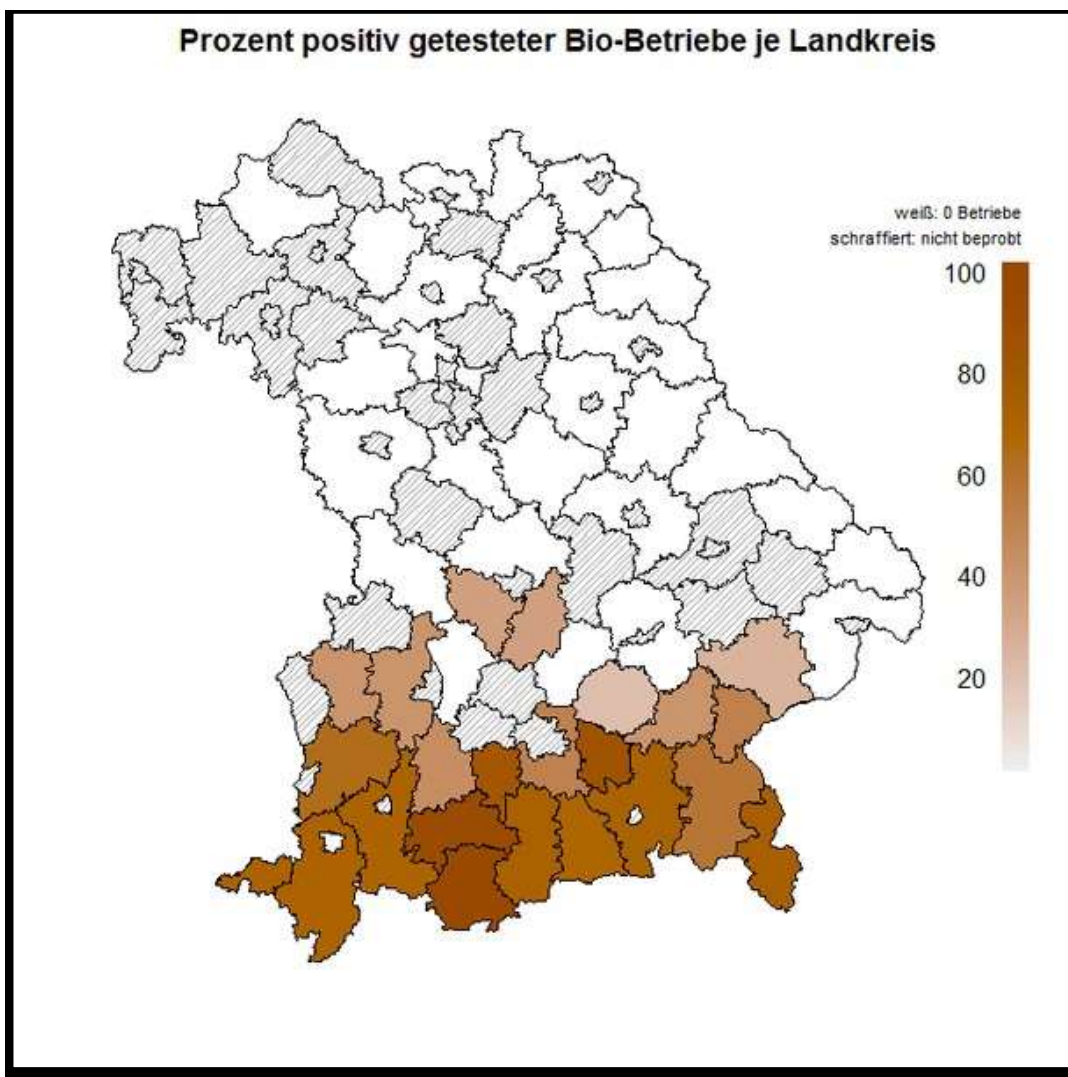 Prozent positiv getesteter Bio-Betriebe je Landkreis
weiß: 0 Betriebe
schraffiert: nicht beprobt
100
80
60
40
20